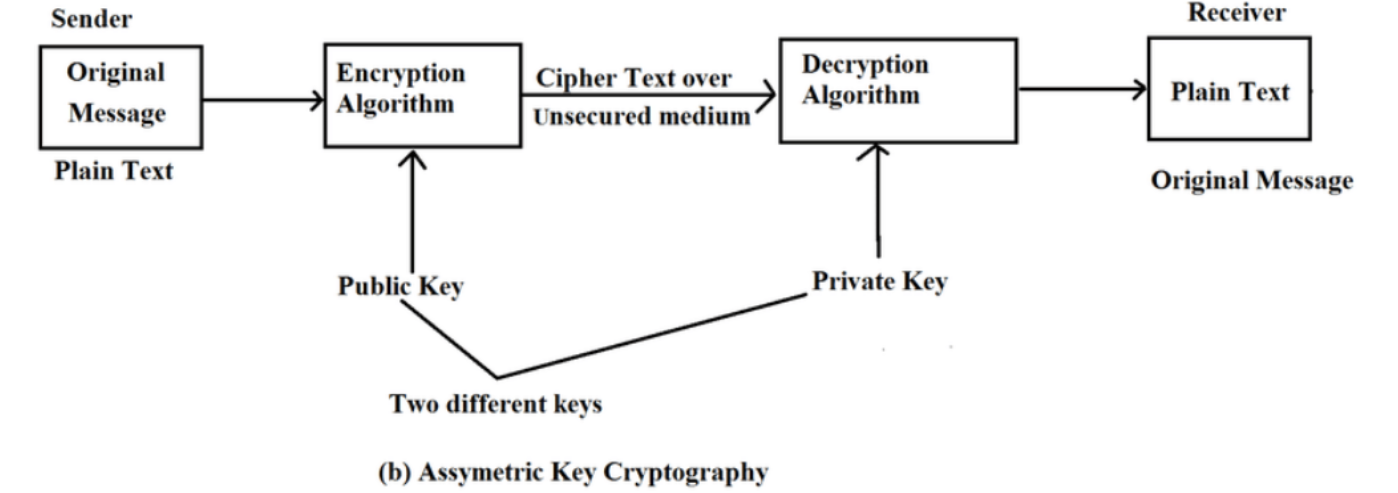 Sender
Receiver
Original
Message
Encryption
Algorithm
Cipher Text over
Unsecured medium
Decryption
Algorithm
Plain Text
Plain Text
Original Message
Public Key
Private Key
Two different keys
(b) Assymetric Key Cryptography